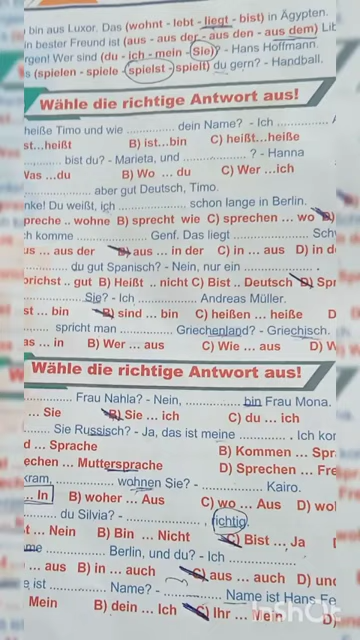 bin aus Luxor. Das (wohnt - lebt - liegt - bist) in Ägypten.
in bester Freund ist (aus - aus der - aus den - aus dem) Lit
rgen! Wer sind (du - ich - mein - Sie)? - Hans Hoffmann.
s (spielen - spiele - spielst - spielt) du gern? - Handball.
Wähle die richtige Antwort aus!
heiße Timo und wie .............. dein Name? - Ich
st...heißt B) ist...bin C) heißt...heiße
............ bist du? - Marieta, und .................. ? - Hanna
Was ...du B) Wo ... du C) Wer ...ich
.................. aber gut Deutsch, Timo.
nke! Du weißt, ich .................. schon lange in Berlin.
preche .. wohne B) sprecht wie C) sprechen ... wo
ch komme .............. Genf. Das liegt ..............
us ... aus der B) aus ... in der C) in ... aus D) in d
.............. du gut Spanisch? - Nein, nur ein ..............
prichst .. gut B) Heißt .. nicht C) Bist .. Deutsch D) Spr
.............. Sie? - Ich .................. Andreas Müller.
st ... bin B) sind ... bin C) heißen ... heiße D
.............. spricht man .............. Griechenland? - Griechisch.
as ... in B) Wer ... aus C) Wie ... aus D) W
Wähle die richtige Antwort aus!
.............. Frau Nahla? - Nein, .................. bin Frau Mona.
... Sie B) Sie ... ich C) du ... ich
.............. Sie Russisch? - Ja, das ist meine .............. . Ich kor
d ... Sprache B) Kommen ... Spr
echen ... Muttersprache D) Sprechen ... Fre
kram, .............. wohnen Sie? - .............. Kairo.
... In B) woher ... Aus C) wo ... Aus D) wo
.............. du Silvia? - .................. , richtig.
t ... Nein B) Bin ... Nicht C) Bist ... Ja
me .............. Berlin, und du? - Ich ..............
... aus B) in ... auch C) aus ... auch D) und
e ist .............. Name? - .............. Name ist Hans Fe
Mein B) dein ... Ich C) Ihr ... Mein D)
InShOt